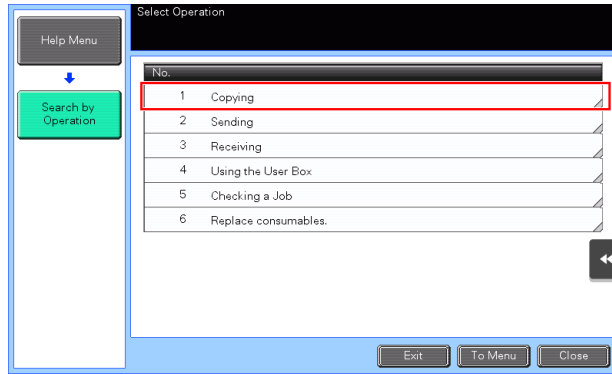 Select Operation
Help Menu
Search by
Operation
No.
1 Copying
2 Sending
3 Receiving
4 Using the User Box
5 Checking a Job
6 Replace consumables.
Exit To Menu Close